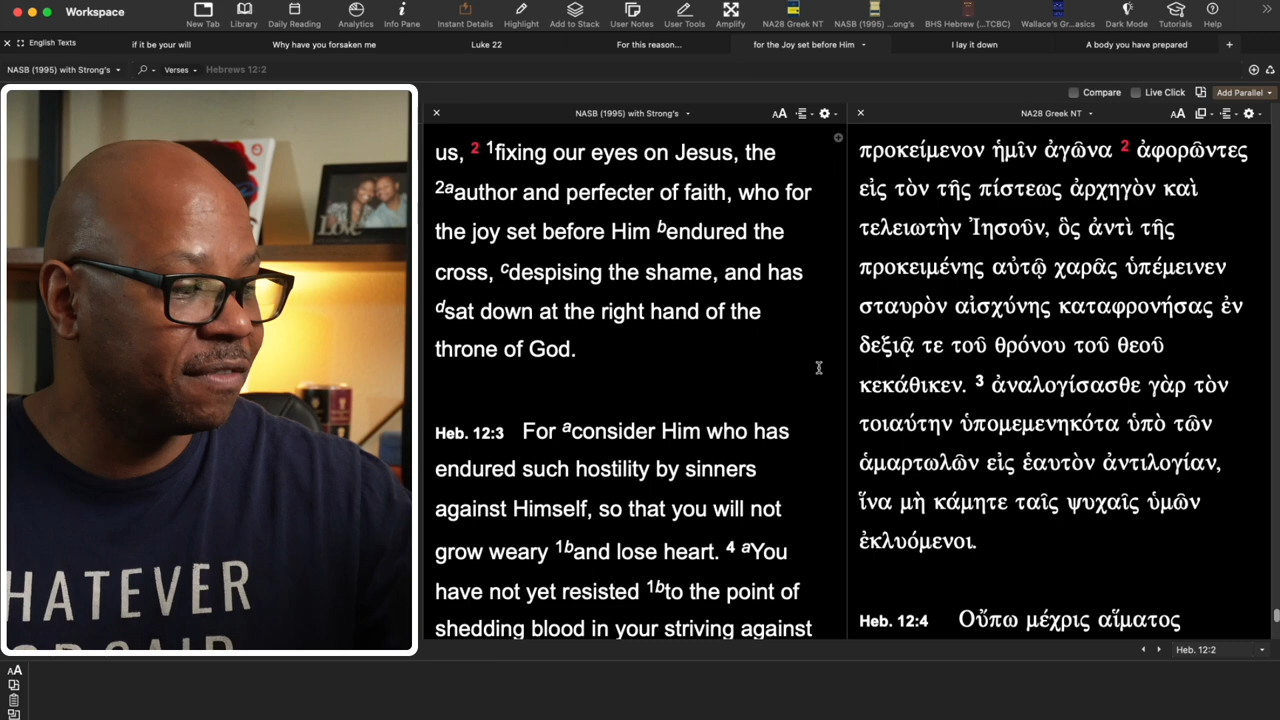 Workspace
New Tab
Library
Daily Reading
Analytics
Info Pane
Instant Details
Highlight
Add to Stack
User Notes
User Tools
Amplify
NA28 Greek NT
NASB (1995) ...ong's
BHS Hebrew (...TCBC)
Wallace's Gr...asics
Dark Mode
Tutorials
Help
English Texts
if it be your will
Why have you forsaken me
Luke 22
For this reason...
for the Joy set before Him
I lay it down
A body you have prepared
NASB (1995) with Strong's
Verses
Hebrews 12:2
Compare
Live Click
Add Parallel
NASB (1995) with Strong's
us, 2 1fixing our eyes on Jesus, the
2aauthor and perfecter of faith, who for
the joy set before Him bendured the
cross, cdespising the shame, and has
dsat down at the right hand of the
throne of God.
Heb. 12:3 For aconsider Him who has
endured such hostility by sinners
against Himself, so that you will not
grow weary 1band lose heart. 4 aYou
have not yet resisted 1bto the point of
shedding blood in your striving against
NA28 Greek NT
προκείμενον ἡμῖν ἀγῶνα 2 ἀφορῶντες
εἰς τὸν τῆς πίστεως ἀρχηγὸν καὶ
τελειωτὴν Ἰησοῦν, ὃς ἀντὶ τῆς
προκειμένης αὐτῷ χαρᾶς ὑπέμεινεν
σταυρὸν αἰσχύνης καταφρονήσας ἐν
δεξιᾷ τε τοῦ θρόνου τοῦ θεοῦ
κεκάθικεν. 3 ἀναλογίσασθε γὰρ τὸν
τοιαύτην ὑπομεμενηκότα ὑπὸ τῶν
ἁμαρτωλῶν εἰς ἑαυτὸν ἀντιλογίαν,
ἵνα μὴ κάμητε ταῖς ψυχαῖς ὑμῶν
ἐκλυόμενοι.
Heb. 12:4 Οὔπω μέχρις αἵματος
Heb. 12:2
LOVE
HATEVER